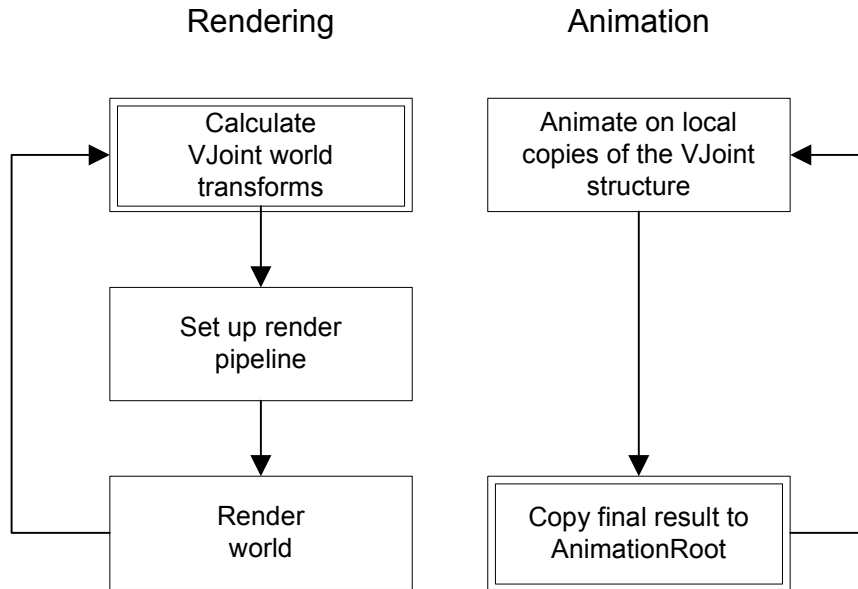 Rendering
Animation
Calculate
VJoint world
transforms
Animate on local
copies of the VJoint
structure
Set up render
pipeline
Render
world
Copy final result to
AnimationRoot